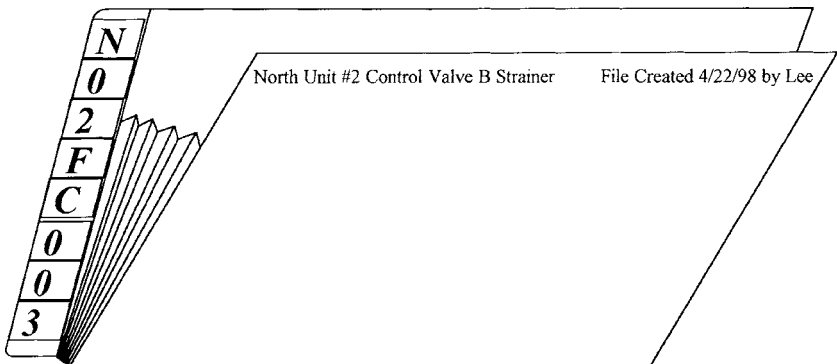 N
0
2
F
C
0
0
3
North Unit #2 Control Valve B Strainer File Created 4/22/98 by Lee